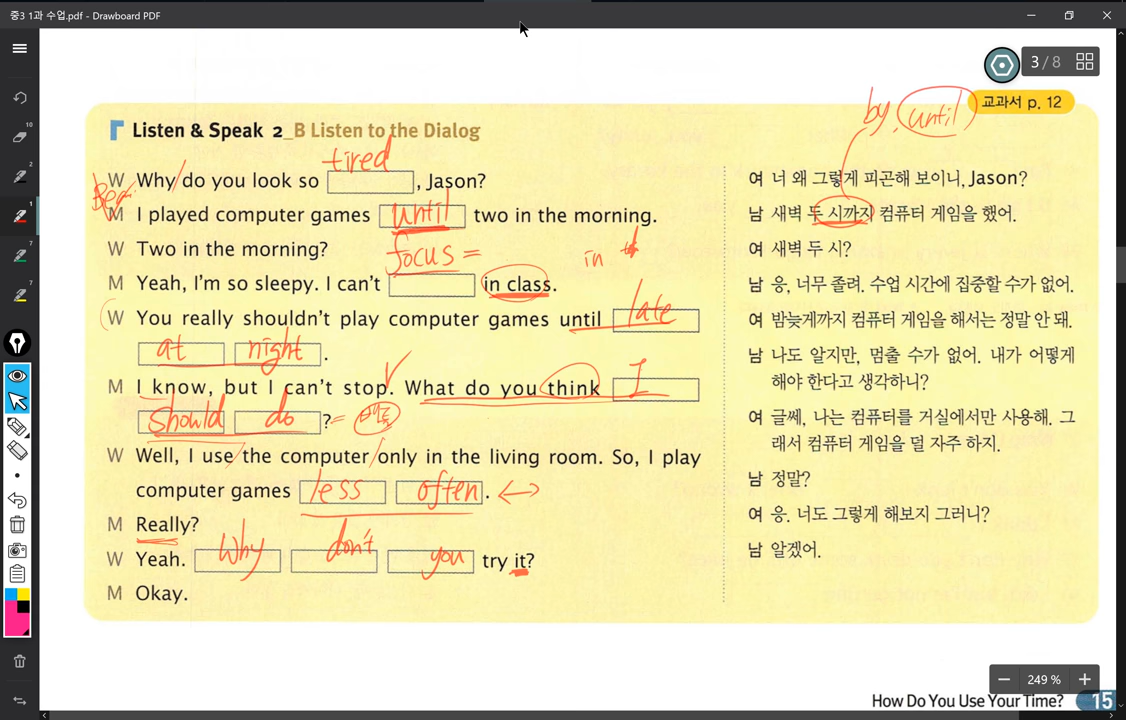 중3 1과 수업.pdf - Drawboard PDF
3 / 8
교과서 p. 12
by, until
Listen & Speak 2_B Listen to the Dialog
W Why do you look so tired, Jason?
M I played computer games until two in the morning.
W Two in the morning?
focus =
in
M Yeah, I'm so sleepy. I can't in class.
W You really shouldn't play computer games until late
at night.
M I know, but I can't stop. What do you think I
should do?
W Well, I use the computer only in the living room. So, I play
computer games less often. ↔
M Really?
W Yeah. Why don't you try it?
M Okay.
여 너 왜 그렇게 피곤해 보이니, Jason?
남 새벽 두 시까지 컴퓨터 게임을 했어.
여 새벽 두 시?
남 응, 너무 졸려. 수업 시간에 집중할 수가 없어.
여 밤늦게까지 컴퓨터 게임을 해서는 정말 안 돼.
남 나도 알지만, 멈출 수가 없어. 내가 어떻게
해야 한다고 생각하니?
여 글쎄, 나는 컴퓨터를 거실에서만 사용해. 그
래서 컴퓨터 게임을 덜 자주 하지.
남 정말?
여 응. 너도 그렇게 해보지 그러니?
남 알겠어.
249 %
How Do You Use Your Time? 15
10
2
1
7
7